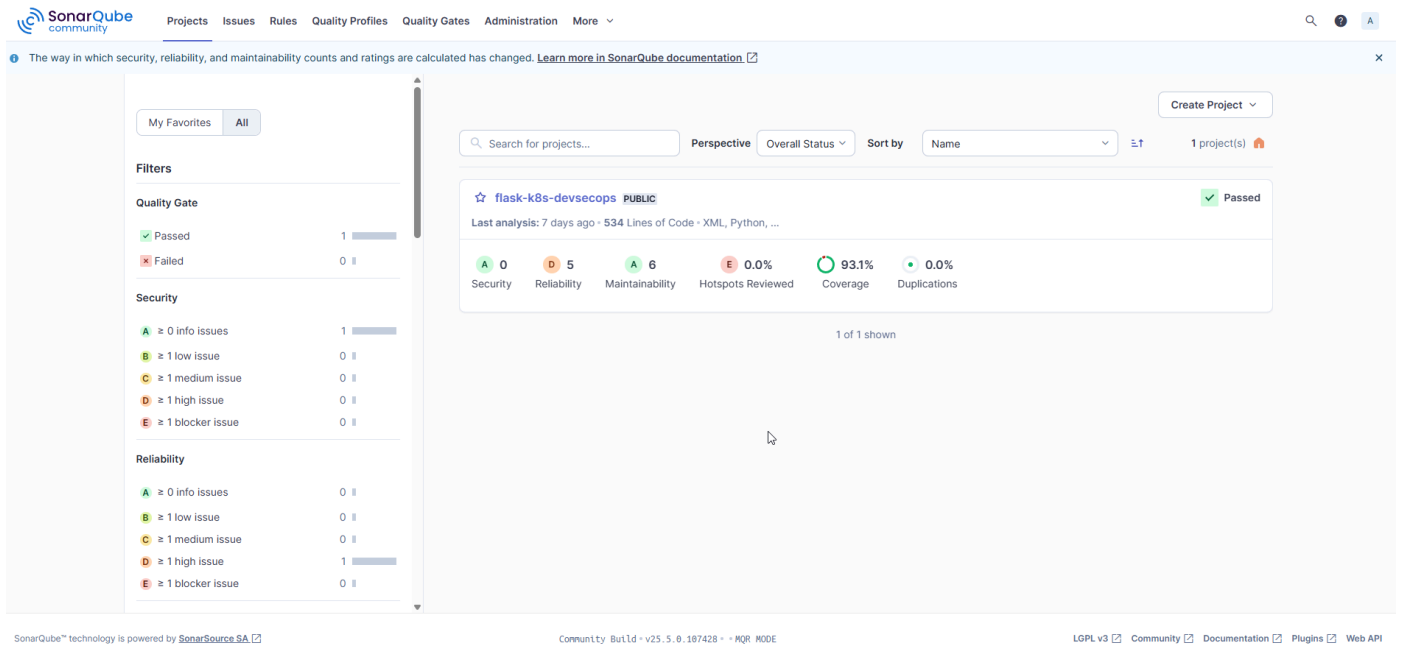 SonarQube community Projects Issues Rules Quality Profiles Quality Gates Administration More A
The way in which security, reliability, and maintainability counts and ratings are calculated has changed. Learn more in SonarQube documentation
My Favorites All
Filters
Quality Gate
Passed 1
Failed 0
Security
A ≥ 0 info issues 1
B ≥ 1 low issue 0
C ≥ 1 medium issue 0
D ≥ 1 high issue 0
E ≥ 1 blocker issue 0
Reliability
A ≥ 0 info issues 0
B ≥ 1 low issue 0
C ≥ 1 medium issue 0
D ≥ 1 high issue 1
E ≥ 1 blocker issue 0
Create Project
Search for projects... Perspective Overall Status Sort by Name 1 project(s)
flask-k8s-devsecops PUBLIC Passed
Last analysis: 7 days ago • 534 Lines of Code • XML, Python, ...
A 0 D 5 A 6 E 0.0% 93.1% 0.0%
Security Reliability Maintainability Hotspots Reviewed Coverage Duplications
1 of 1 shown
SonarQube™ technology is powered by SonarSource SA Community Build • v25.5.0.107428 • • MQR MODE LGPL v3 Community Documentation Plugins Web API